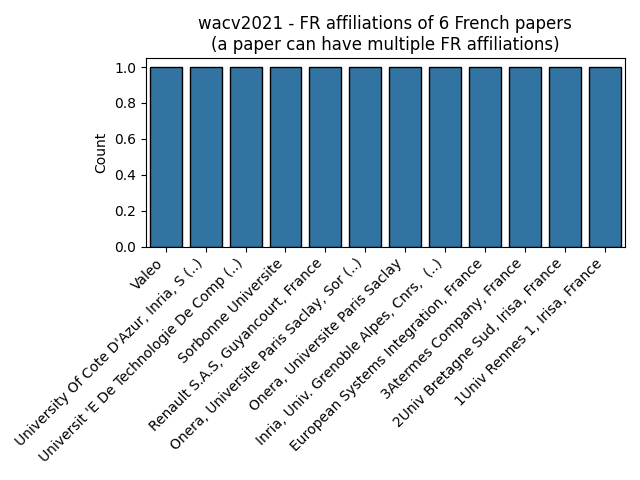 wacv2021 - FR affiliations of 6 French papers
(a paper can have multiple FR affiliations)
Count
1.0
0.8
0.6
0.4
0.2
0.0
Valeo
University Of Cote D'Azur, Inria, S (..)
Universit 'E De Technologie De Comp (..)
Sorbonne Universite
Renault S.A.S, Guyancourt, France
Onera, Universite Paris Saclay, Sor (..)
Onera, Universite Paris Saclay
Inria, Univ. Grenoble Alpes, Cnrs,  (..)
European Systems Integration, France
3Atermes Company, France
2Univ Bretagne Sud, Irisa, France
1Univ Rennes 1, Irisa, France